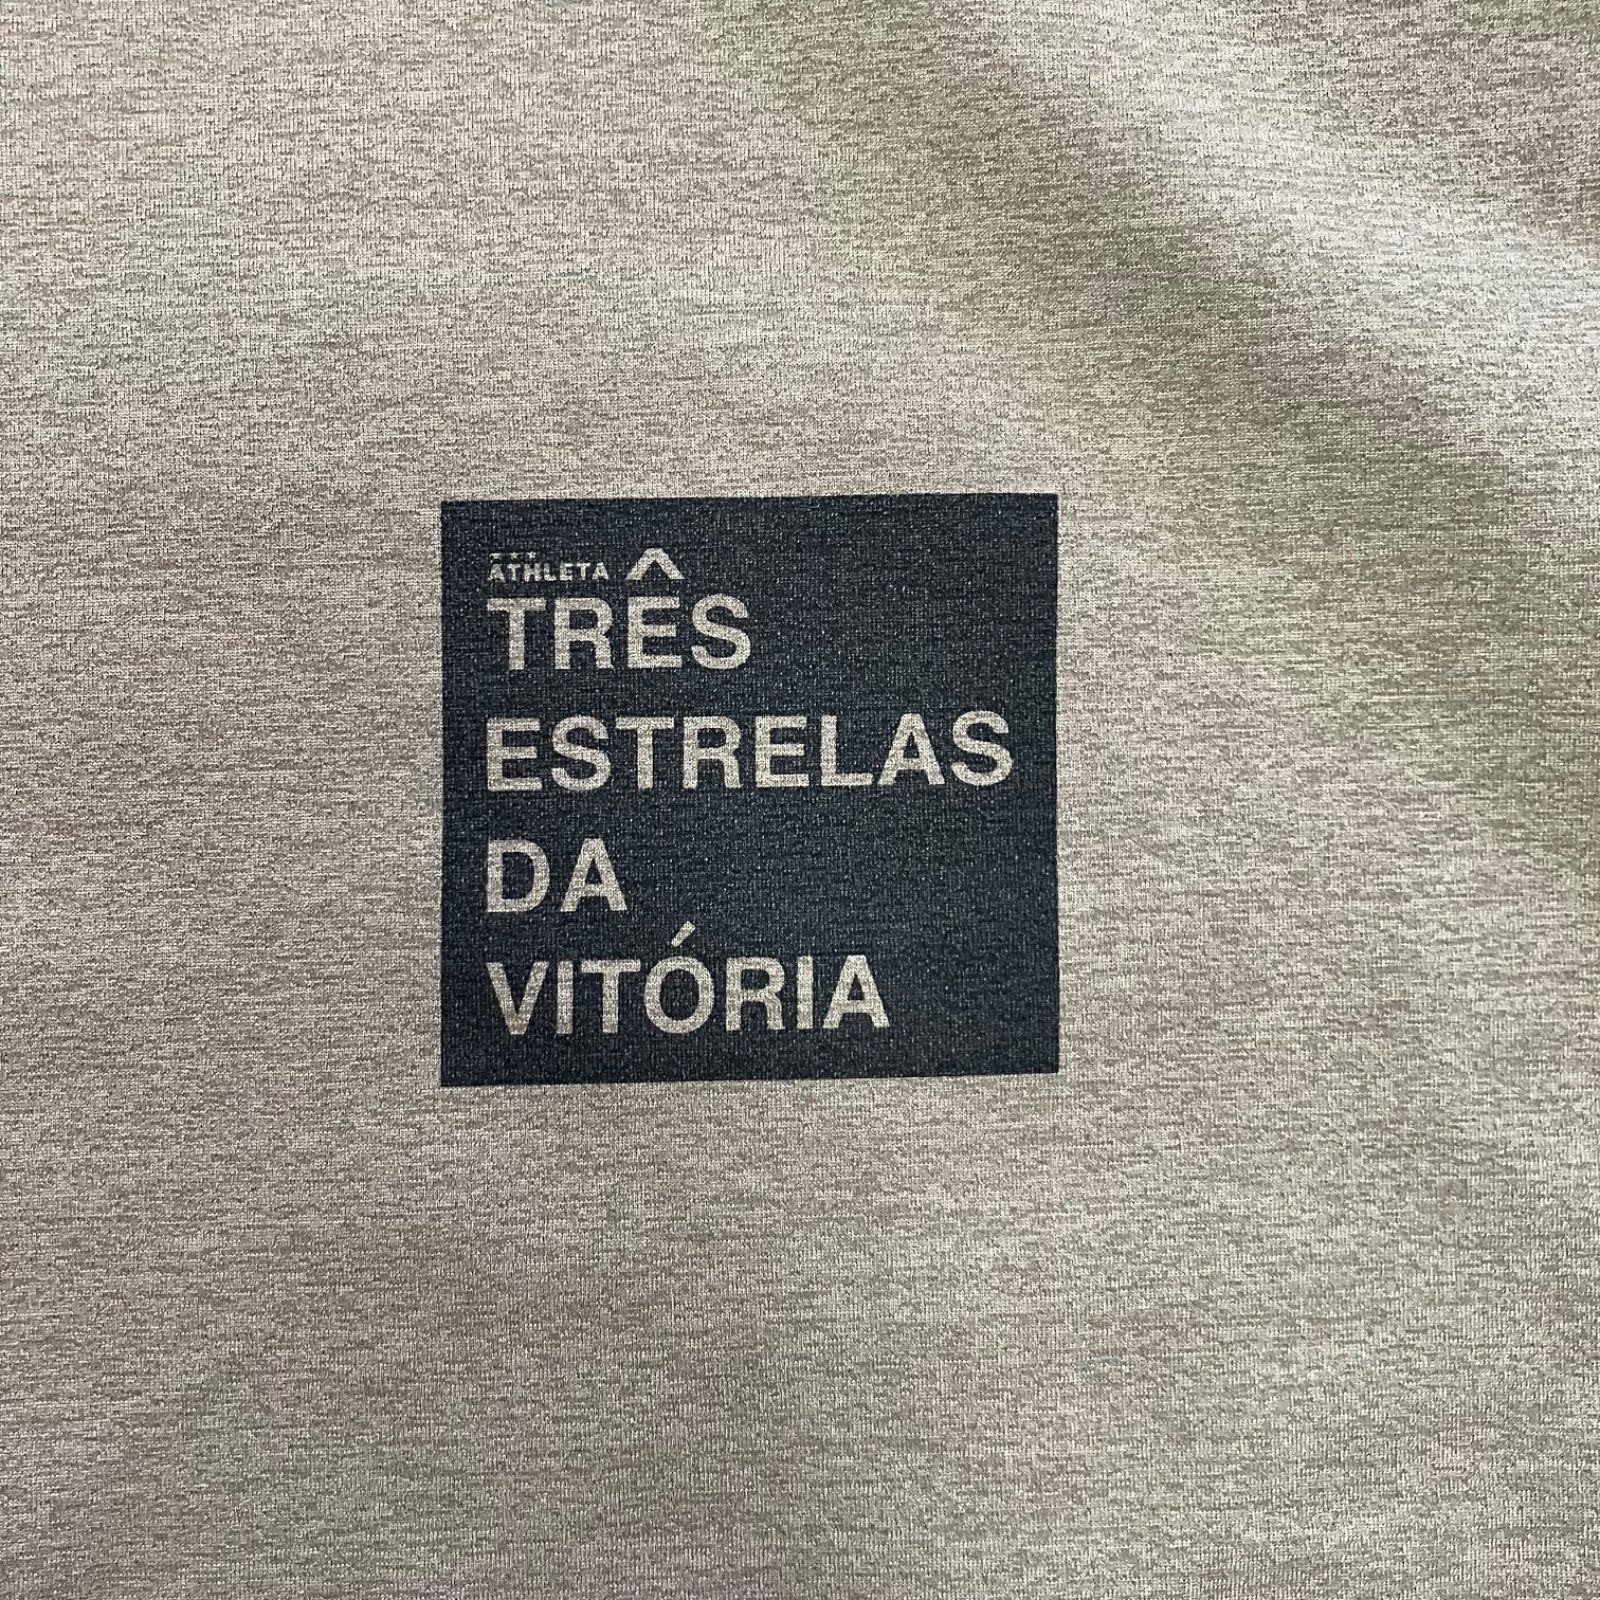 ATHLETA
TRÊS
ESTRELAS
DA
VITÓRIA